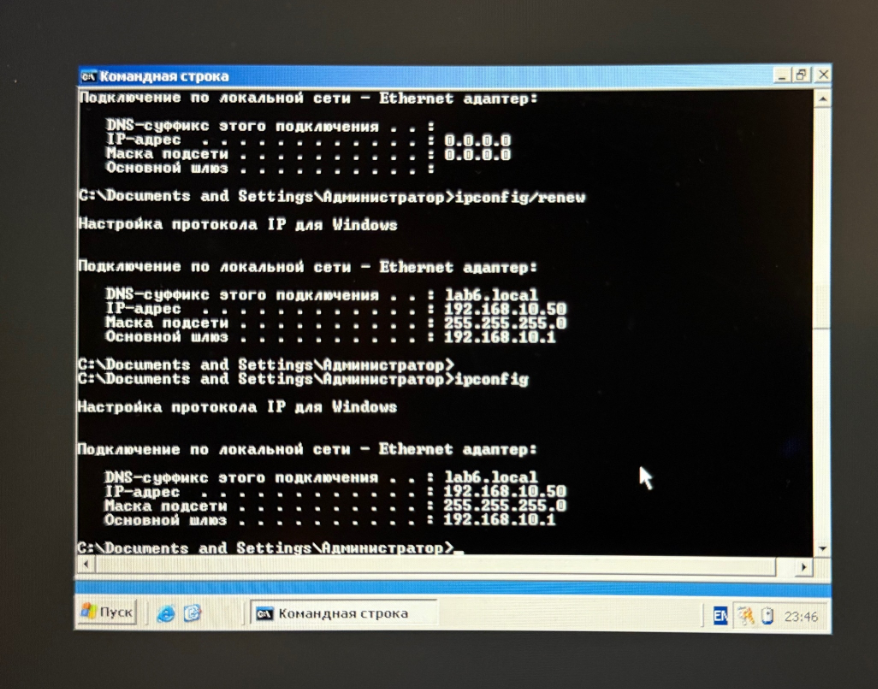 Командная строка
Подключение по локальной сети - Ethernet адаптер:
DNS-суффикс этого подключения . . :
IP-адрес . . . . . . . . . . . . : 0.0.0.0
Маска подсети . . . . . . . . . . : 0.0.0.0
Основной шлюз . . . . . . . . . . :
C:\Documents and Settings\Администратор>ipconfig/renew
Настройка протокола IP для Windows
Подключение по локальной сети - Ethernet адаптер:
DNS-суффикс этого подключения . . : lab6.local
IP-адрес . . . . . . . . . . . . : 192.168.10.50
Маска подсети . . . . . . . . . . : 255.255.255.0
Основной шлюз . . . . . . . . . . : 192.168.10.1
C:\Documents and Settings\Администратор>
C:\Documents and Settings\Администратор>ipconfig
Настройка протокола IP для Windows
Подключение по локальной сети - Ethernet адаптер:
DNS-суффикс этого подключения . . : lab6.local
IP-адрес . . . . . . . . . . . . : 192.168.10.50
Маска подсети . . . . . . . . . . : 255.255.255.0
Основной шлюз . . . . . . . . . . : 192.168.10.1
C:\Documents and Settings\Администратор>_
Пуск
Командная строка
EN
23:46